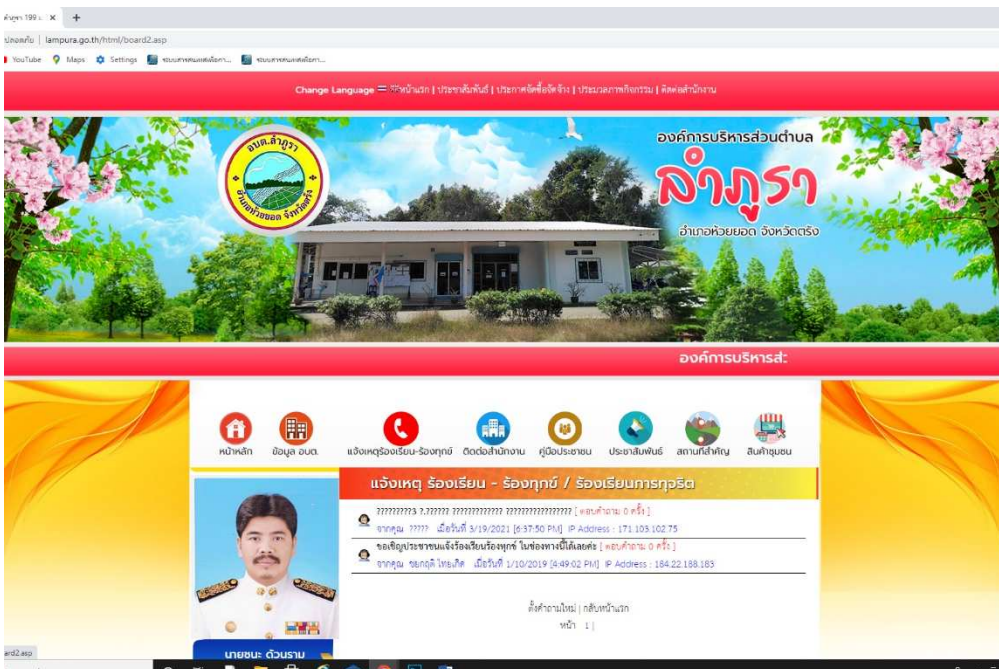 ลำภูรา 199
lampura.go.th/html/board2.asp
YouTube Maps Settings
Change Language หน้าแรก | ประชาสัมพันธ์ | ประกาศจัดซื้อจัดจ้าง | ประมวลภาพกิจกรรม | ติดต่อสำนักงาน
องค์การบริหารส่วนตำบล
ลำภูรา
อำเภอห้วยยอด จังหวัดตรัง
อบต.ลำภูรา
อำเภอห้วยยอด จังหวัดตรัง
องค์การบริหารส่
หน้าหลัก ข้อมูล อบต. แจ้งเหตุร้องเรียน-ร้องทุกข์ ติดต่อสำนักงาน คู่มือประชาชน ประชาสัมพันธ์ สถานที่สำคัญ สินค้าชุมชน
แจ้งเหตุ ร้องเรียน - ร้องทุกข์ / ร้องเรียนการทุจริต
?????????3 ?.?????? ????????????? ????????????????? [ ตอบคำถาม 0 ครั้ง ]
จากคุณ ????? เมื่อวันที่ 3/19/2021 [6:37:50 PM] IP Address : 171.103.102.75
ขอเชิญประชาชนแจ้งร้องเรียนร้องทุกข์ ในช่องทางนี้ได้เลยค่ะ [ ตอบคำถาม 0 ครั้ง ]
จากคุณ ชยกฤติ ไทยเกิด เมื่อวันที่ 1/10/2019 [4:49:02 PM] IP Address : 184.22.188.183
ตั้งคำถามใหม่ | กลับหน้าแรก
หน้า 1 |
นายชนะ ด้วนราม
ard2.asp